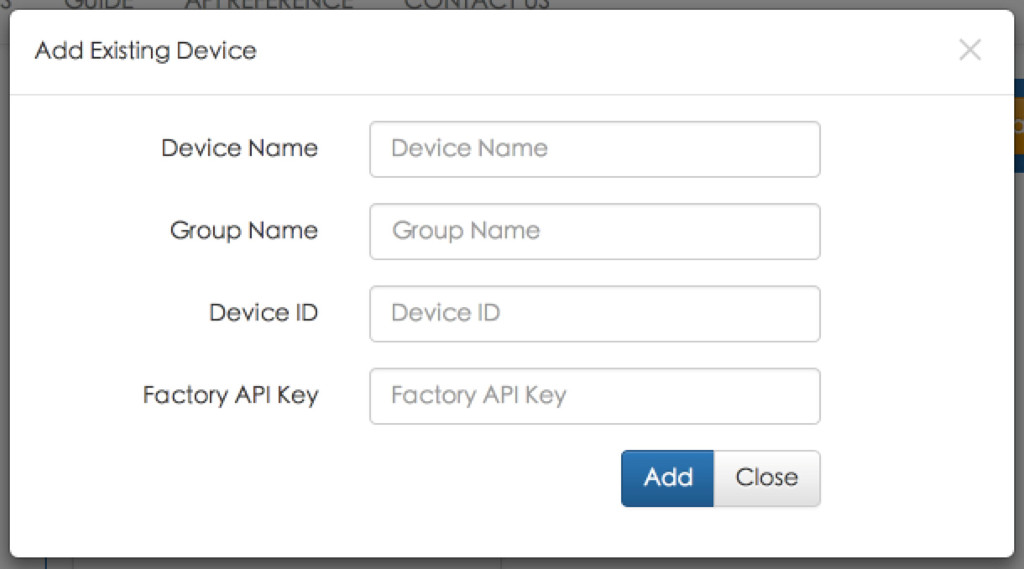 GUIDE API REFERENCE CONTACT US
Add Existing Device
Device Name Device Name
Group Name Group Name
Device ID Device ID
Factory API Key Factory API Key
Add Close